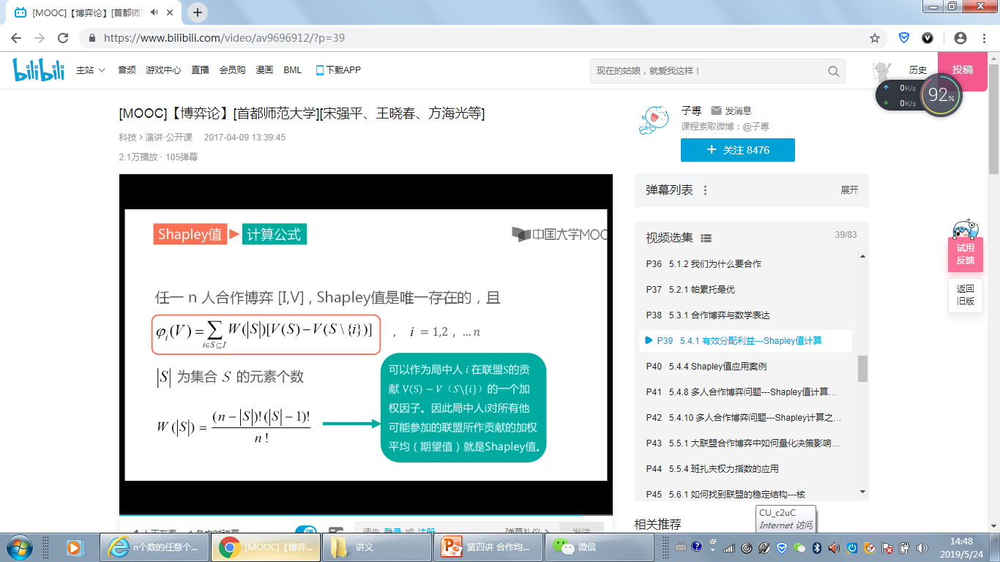 [MOOC]【博弈论】[首都师范
https://www.bilibili.com/video/av9696912/?p=39
bilibili 主站 音频 游戏中心 直播 会员购 漫画 BML 下载APP 现在的姑娘，就爱我这样！ 历史 投稿
0K/s
0K/s
92%
[MOOC]【博弈论】[首都师范大学][宋强平、王晓春、方海光等]
科技 > 演讲·公开课 2017-04-09 13:39:45
2.1万播放 · 105弹幕
子尃 发消息
课程索取微博：@子尃
+ 关注 8476
Shapley值 计算公式
中国大学MOOC
任一 n 人合作博弈 [I,V]，Shapley值是唯一存在的，且
φᵢ(V)=∑_{i∈S⊆I} W(|S|)[V(S)−V(S\{i})] ， i = 1,2，…n
|S| 为集合 S 的元素个数
W(|S|) = (n−|S|)!(|S|−1)! / n!
可以作为局中人 i 在联盟S的贡
献 V(S) − V（S\{i}）的一个加
权因子。因此局中人i对所有他
可能参加的联盟所作贡献的加权
平均（期望值）就是Shapley值。
弹幕列表 展开
视频选集 39/83
P36 5.1.2 我们为什么要合作
P37 5.2.1 帕累托最优
P38 5.3.1 合作博弈与数学表达
P39 5.4.1 有效分配利益---Shapley值计算
P40 5.4.4 Shapley值应用案例
P41 5.4.8 多人合作博弈问题---Shapley值计算...
P42 5.4.10 多人合作博弈问题---Shapley计算之...
P43 5.5.1 大联盟合作博弈中如何量化决策影响...
P44 5.5.4 班扎夫权力指数的应用
P45 5.6.1 如何找到联盟的稳定结构---核
试用
反馈
返回
旧版
相关推荐
1 人正在看 弹 请先 登录 或 注册 弹幕礼仪 > 发送
CU_c2uC
Internet 访问
n个数的任意个... [MOOC]【博弈... 讲义 第四讲 合作均... 微信
14:48
2019/5/24